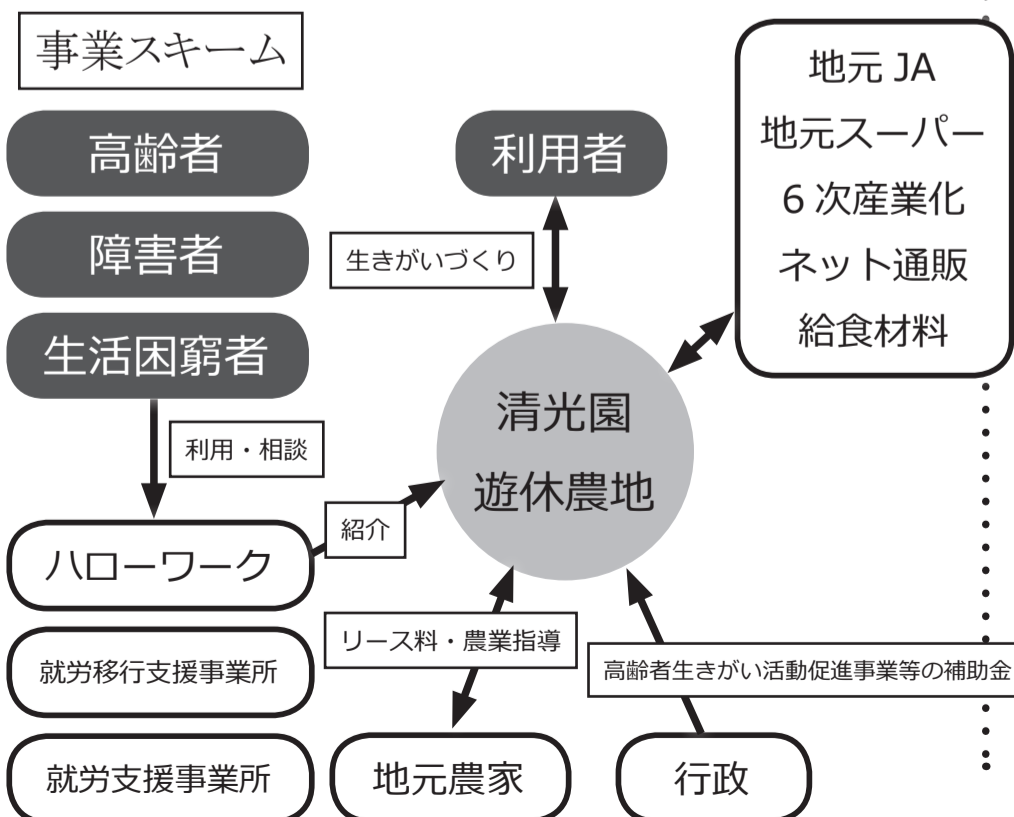 事業スキーム
高齢者
障害者
生活困窮者
利用・相談
ハローワーク
就労移行支援事業所
就労支援事業所
紹介
利用者
生きがいづくり
清光園
遊休農地
リース料・農業指導
地元農家
高齢者生きがい活動促進事業等の補助金
行政
地元 JA
地元スーパー
6 次産業化
ネット通販
給食材料